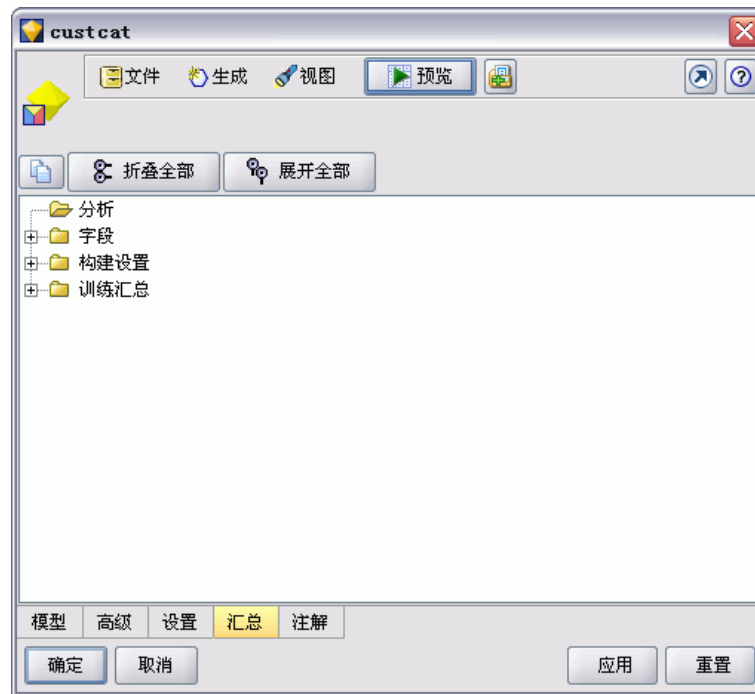 custcat
文件 生成 视图 预览
折叠全部 展开全部
分析
字段
构建设置
训练汇总
模型 高级 设置 汇总 注解
确定 取消 应用 重置